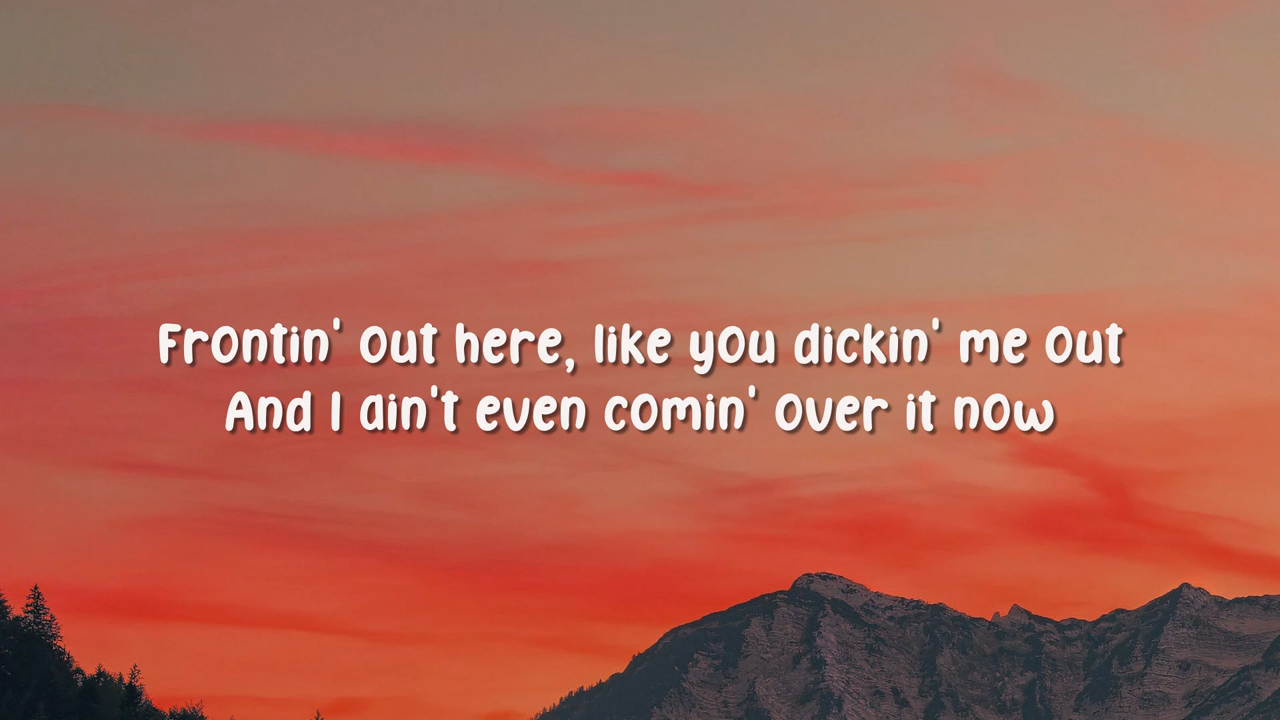 Frontin' out here, like you dickin' me out
And I ain't even comin' over it now